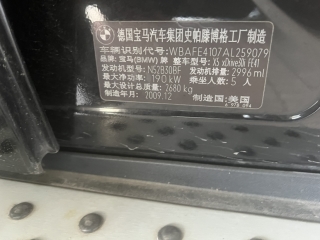 德国宝马汽车集团史帕滕博格工厂制造
车辆识别代号: WBAFE4107AL259079
品牌: 宝马(BMW)牌 整车型号: X5 xDrive30i FE41
发动机型号: N52B30BF 发动机排量: 2996 ml
最大净功率: 190 kW 乘坐人数: 5 人
最大设计总质量: 2680 kg
制造年月: 2009.12 制造国: 美国